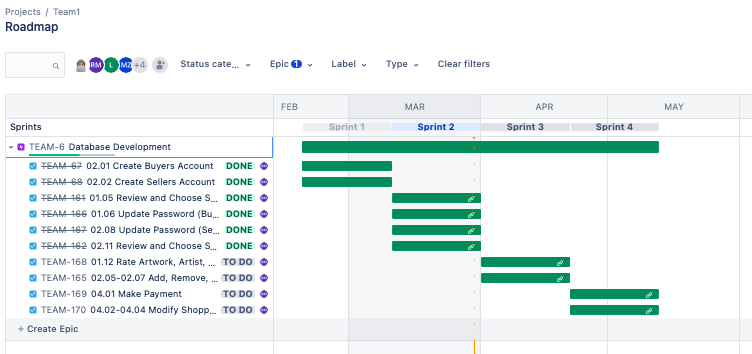 Projects / Team1
Roadmap
RM L MZ +4 Status cate... Epic 1 Label Type Clear filters
FEB MAR APR MAY
Sprints Sprint 1 Sprint 2 Sprint 3 Sprint 4
TEAM-6 Database Development
TEAM-67 02.01 Create Buyers Account DONE
TEAM-68 02.02 Create Sellers Account DONE
TEAM-161 01.05 Review and Choose S... DONE
TEAM-166 01.06 Update Password (Bu... DONE
TEAM-167 02.08 Update Password (Se... DONE
TEAM-162 02.11 Review and Choose S... DONE
TEAM-168 01.12 Rate Artwork, Artist, ... TO DO
TEAM-165 02.05-02.07 Add, Remove, ... TO DO
TEAM-169 04.01 Make Payment TO DO
TEAM-170 04.02-04.04 Modify Shopp... TO DO
+ Create Epic